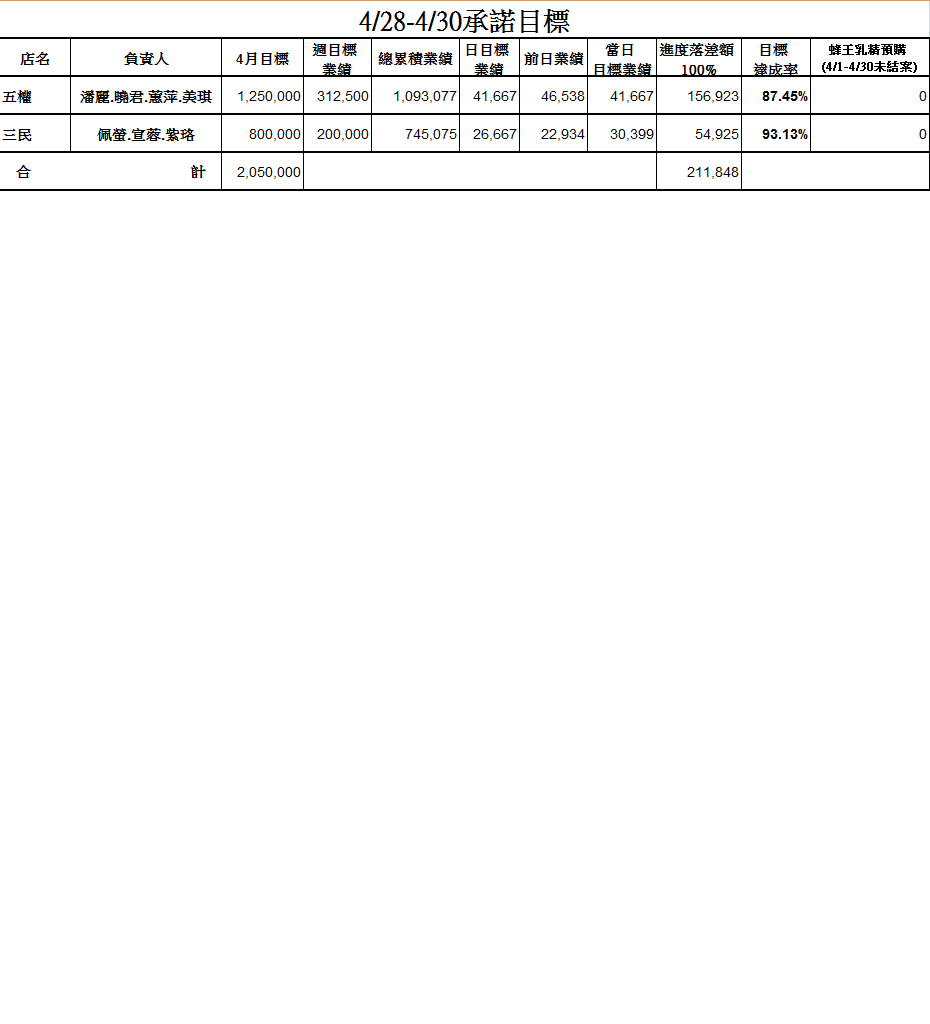 4/28-4/30承諾目標
店名 負責人 4月目標 週目標業績 總累積業績 日目標業績 前日業績 當日目標業績 進度落差額100% 目標達成率 蜂王乳精預購(4/1-4/30未結案)
五權 潘麗.曉君.蕙萍.美琪 1,250,000 312,500 1,093,077 41,667 46,538 41,667 156,923 87.45% 0
三民 佩螢.宣蓉.紫珞 800,000 200,000 745,075 26,667 22,934 30,399 54,925 93.13% 0
合 計 2,050,000 211,848